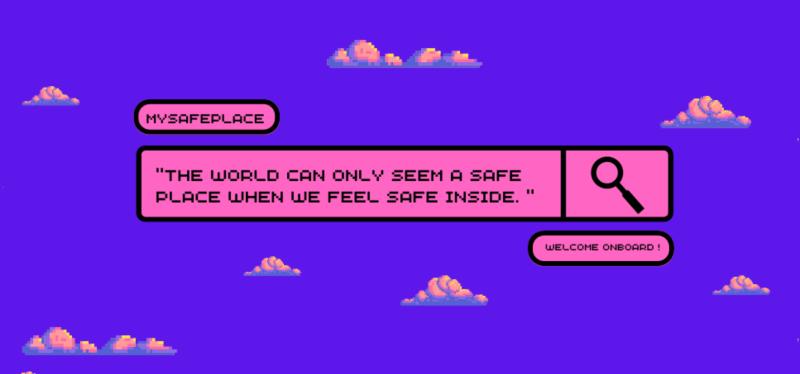 MYSAFEPLACE
"THE WORLD CAN ONLY SEEM A SAFE
PLACE WHEN WE FEEL SAFE INSIDE. "
WELCOME ONBOARD !